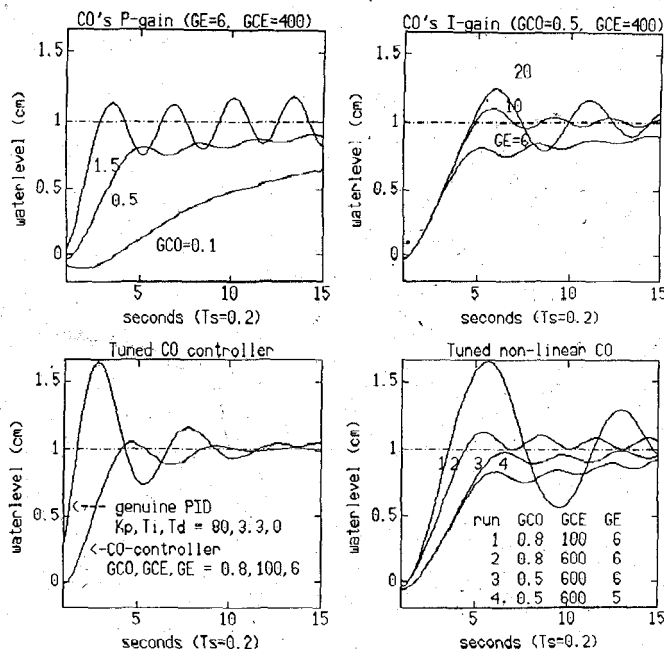 CO's P-gain (GE=6, GCE=400)
waterlevel (cm)
1.5
1
0.5
0
1.5
0.5
GCO=0.1
5
10
15
seconds (Ts=0.2)
CO's I-gain (GCO=0.5, GCE=400)
waterlevel (cm)
1.5
1
0.5
0
20
10
GE=6
5
10
15
seconds (Ts=0.2)
Tuned CO controller
waterlevel (cm)
1.5
1
0.5
0
genuine PID
Kp,Ti,Td = 80,3.3,0
CO-controller
GCO,GCE,GE = 0.8,100,6
5
10
15
seconds (Ts=0.2)
Tuned non-linear CO
waterlevel (cm)
1.5
1
0.5
0
1 2 3 4
run GCO GCE GE
1 0.8 100 6
2 0.8 600 6
3 0.5 600 6
4 0.5 600 5
5
10
15
seconds (Ts=0.2)